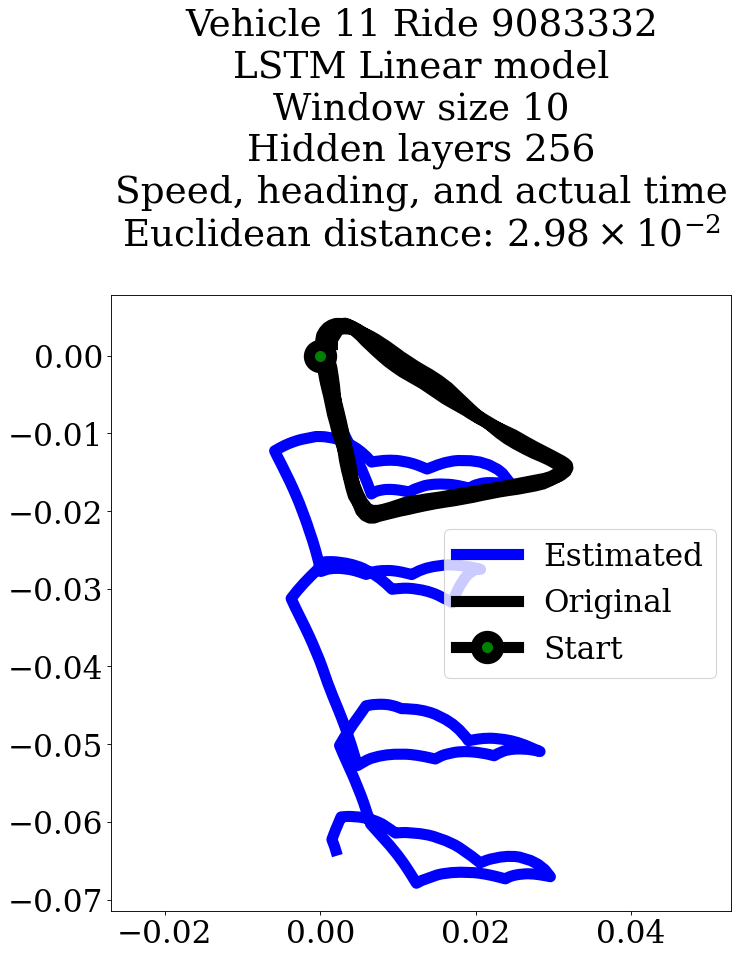 Vehicle 11 Ride 9083332
LSTM Linear model
Window size 10
Hidden layers 256
Speed, heading, and actual time
Euclidean distance: 2.98 × 10⁻²
0.00
−0.01
−0.02
−0.03
−0.04
−0.05
−0.06
−0.07
Estimated
Original
Start
−0.02 0.00 0.02 0.04